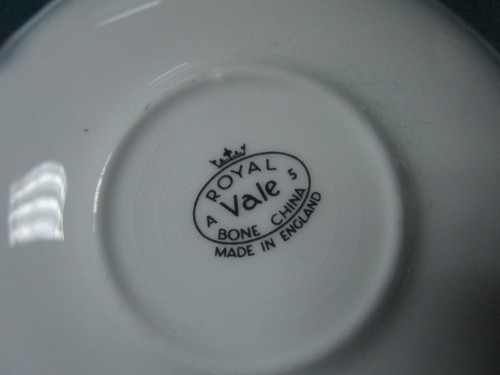 ROYAL
A Vale 5
BONE CHINA
MADE IN ENGLAND